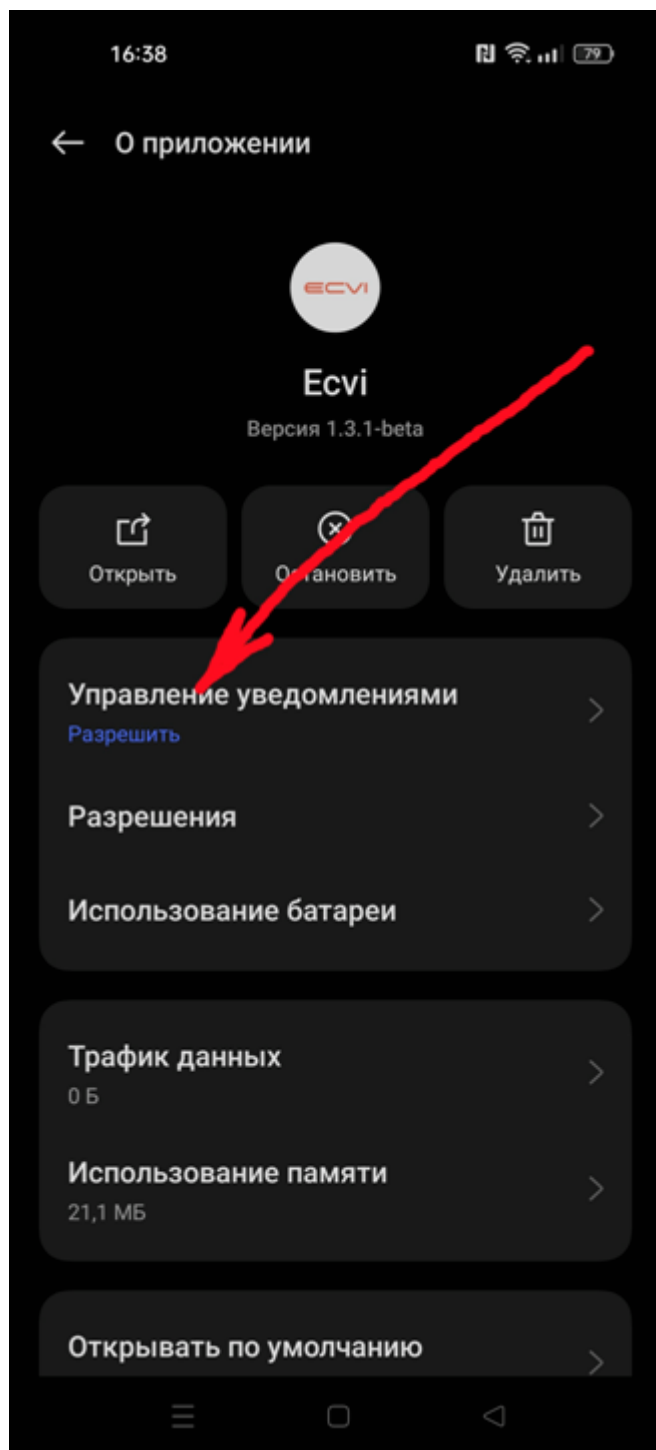 16:38
79
О приложении
ECVI
Ecvi
Версия 1.3.1-beta
Открыть
Остановить
Удалить
Управление уведомлениями
Разрешить
Разрешения
Использование батареи
Трафик данных
0 Б
Использование памяти
21,1 МБ
Открывать по умолчанию